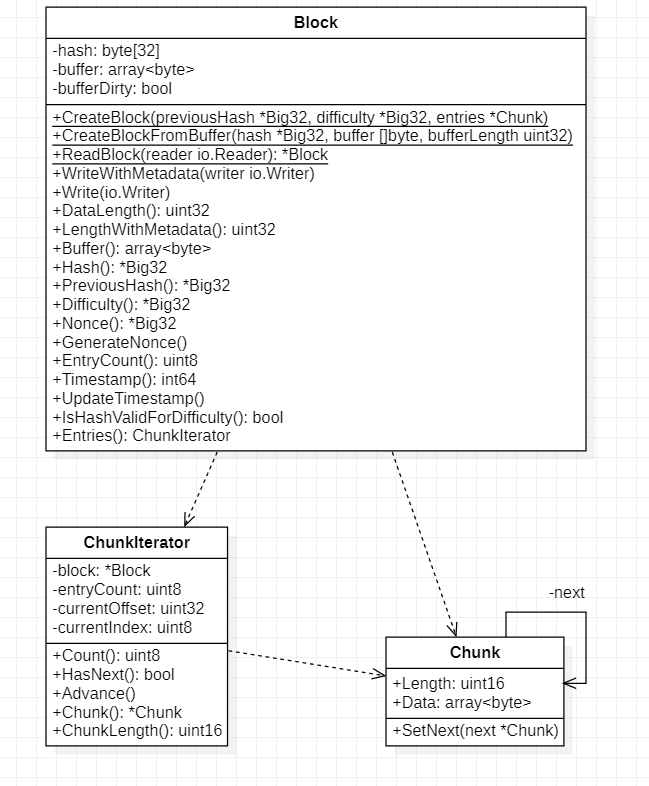 Block
-hash: byte[32]
-buffer: array<byte>
-bufferDirty: bool
+CreateBlock(previousHash *Big32, difficulty *Big32, entries *Chunk)
+CreateBlockFromBuffer(hash *Big32, buffer []byte, bufferLength uint32)
+ReadBlock(reader io.Reader): *Block
+WriteWithMetadata(writer io.Writer)
+Write(io.Writer)
+DataLength(): uint32
+LengthWithMetadata(): uint32
+Buffer(): array<byte>
+Hash(): *Big32
+PreviousHash(): *Big32
+Difficulty(): *Big32
+Nonce(): *Big32
+GenerateNonce()
+EntryCount(): uint8
+Timestamp(): int64
+UpdateTimestamp()
+IsHashValidForDifficulty(): bool
+Entries(): ChunkIterator
ChunkIterator
-block: *Block
-entryCount: uint8
-currentOffset: uint32
-currentIndex: uint8
+Count(): uint8
+HasNext(): bool
+Advance()
+Chunk(): *Chunk
+ChunkLength(): uint16
-next
Chunk
+Length: uint16
+Data: array<byte>
+SetNext(next *Chunk)